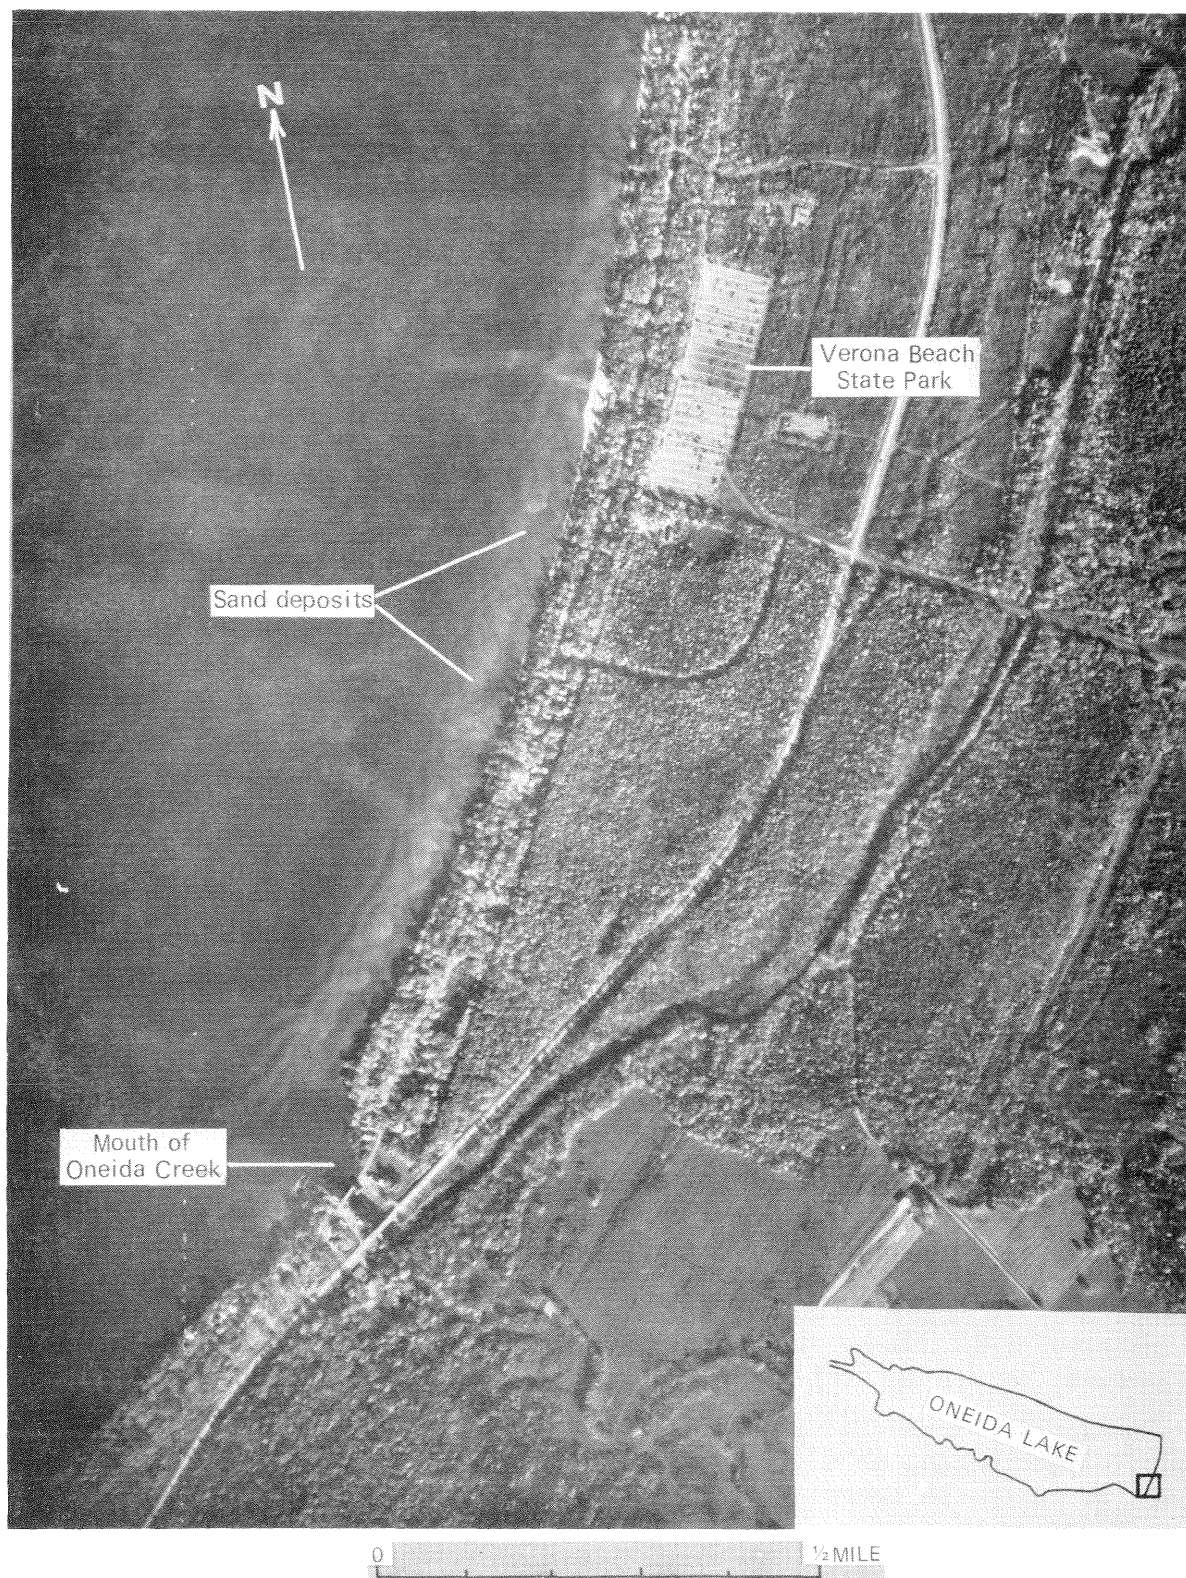 N
Verona Beach
State Park
Sand deposits
Mouth of
Oneida Creek
ONEIDA LAKE
0
½ MILE